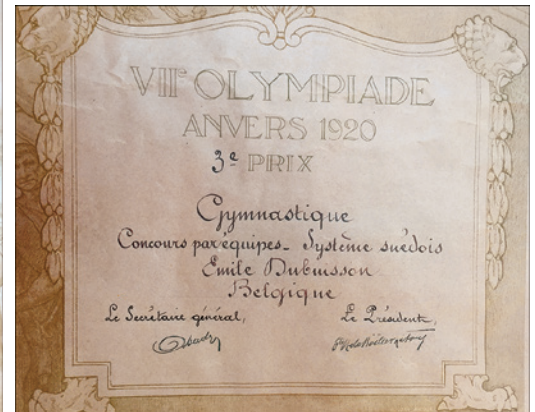 VIIᵉ OLYMPIADE
ANVERS 1920
3ᵉ PRIX
Gymnastique
Concours par équipes - Système suédois
Emile Dubuisson
Belgique
Le Secrétaire général, Le Président,